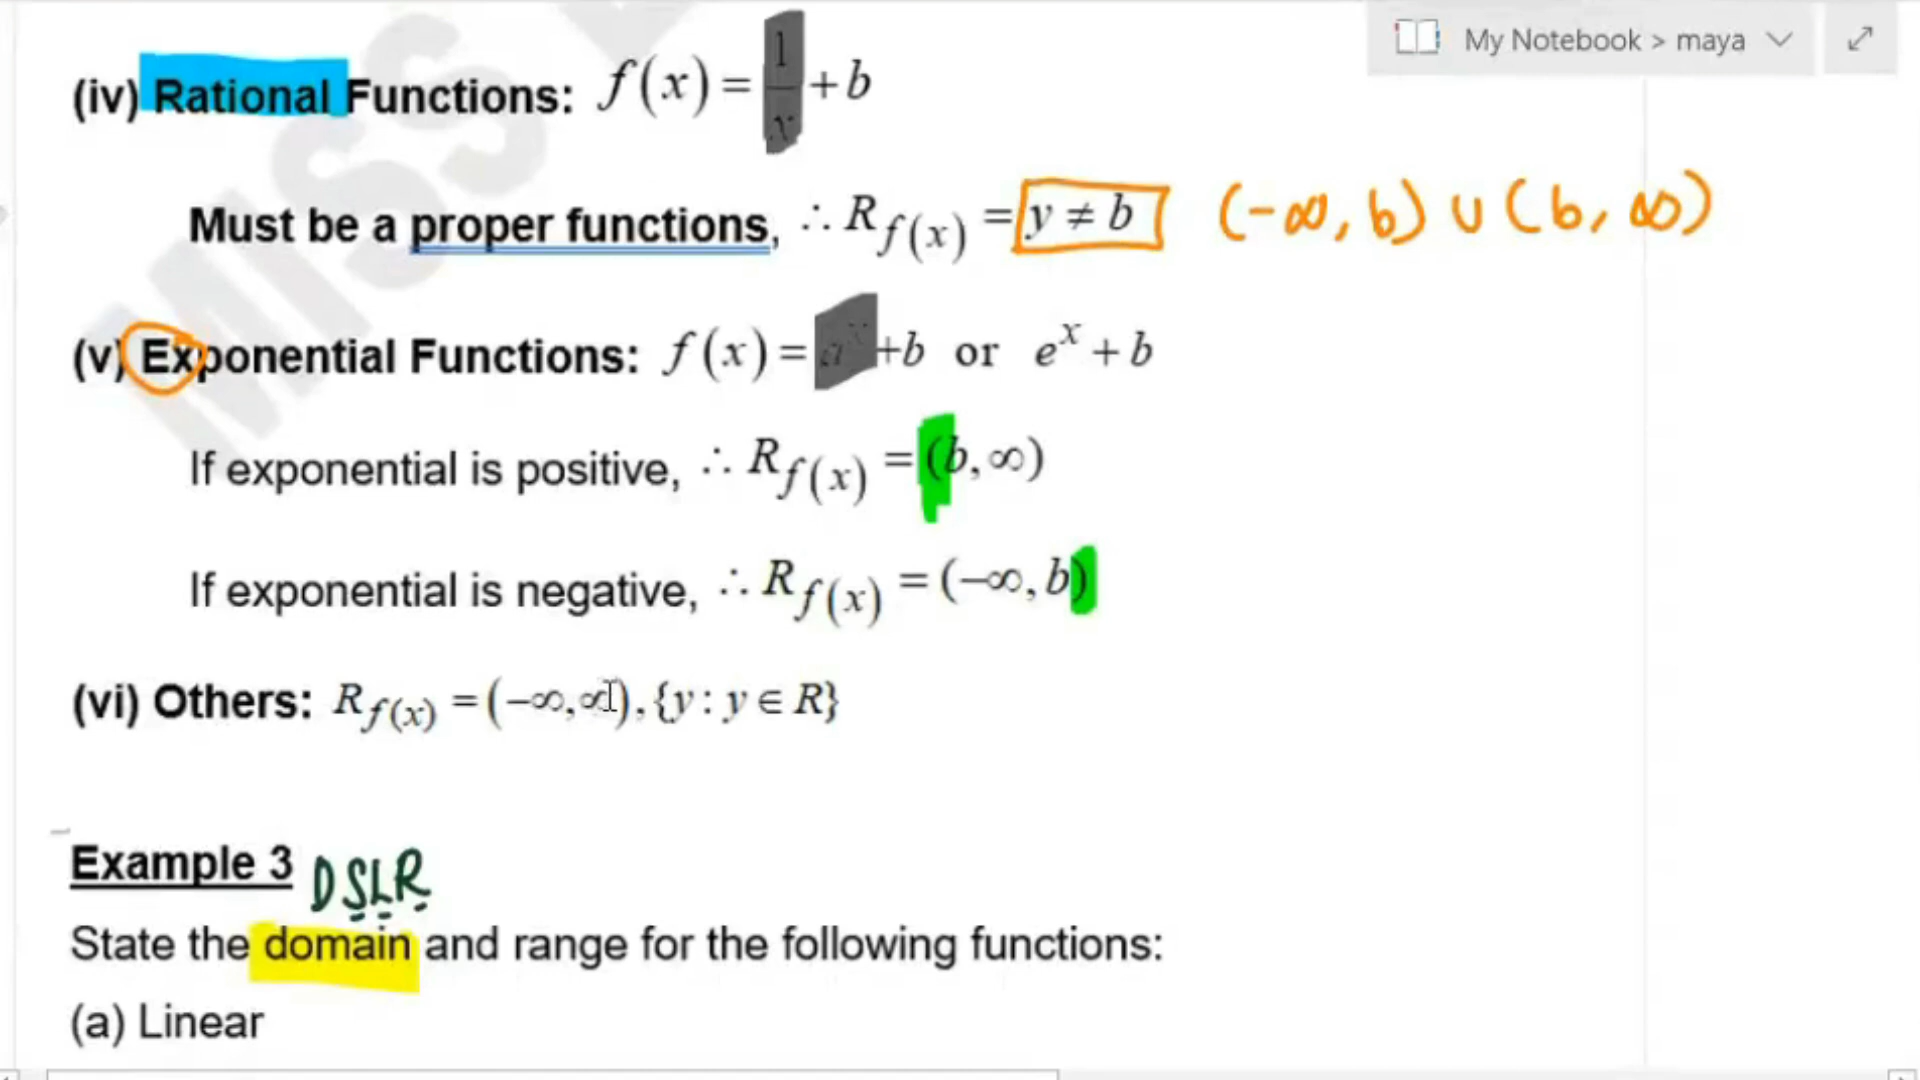 My Notebook > maya
(iv) Rational Functions: f(x) = 1/x + b
Must be a proper functions, ∴ R_f(x) = y ≠ b (-∞, b) ∪ (b, ∞)
(v) Exponential Functions: f(x) = a^x + b or e^x + b
If exponential is positive, ∴ R_f(x) = (b, ∞)
If exponential is negative, ∴ R_f(x) = (-∞, b)
(vi) Others: R_f(x) = (-∞, ∞), {y : y ∈ R}
Example 3 DSLR
State the domain and range for the following functions:
(a) Linear
MISS